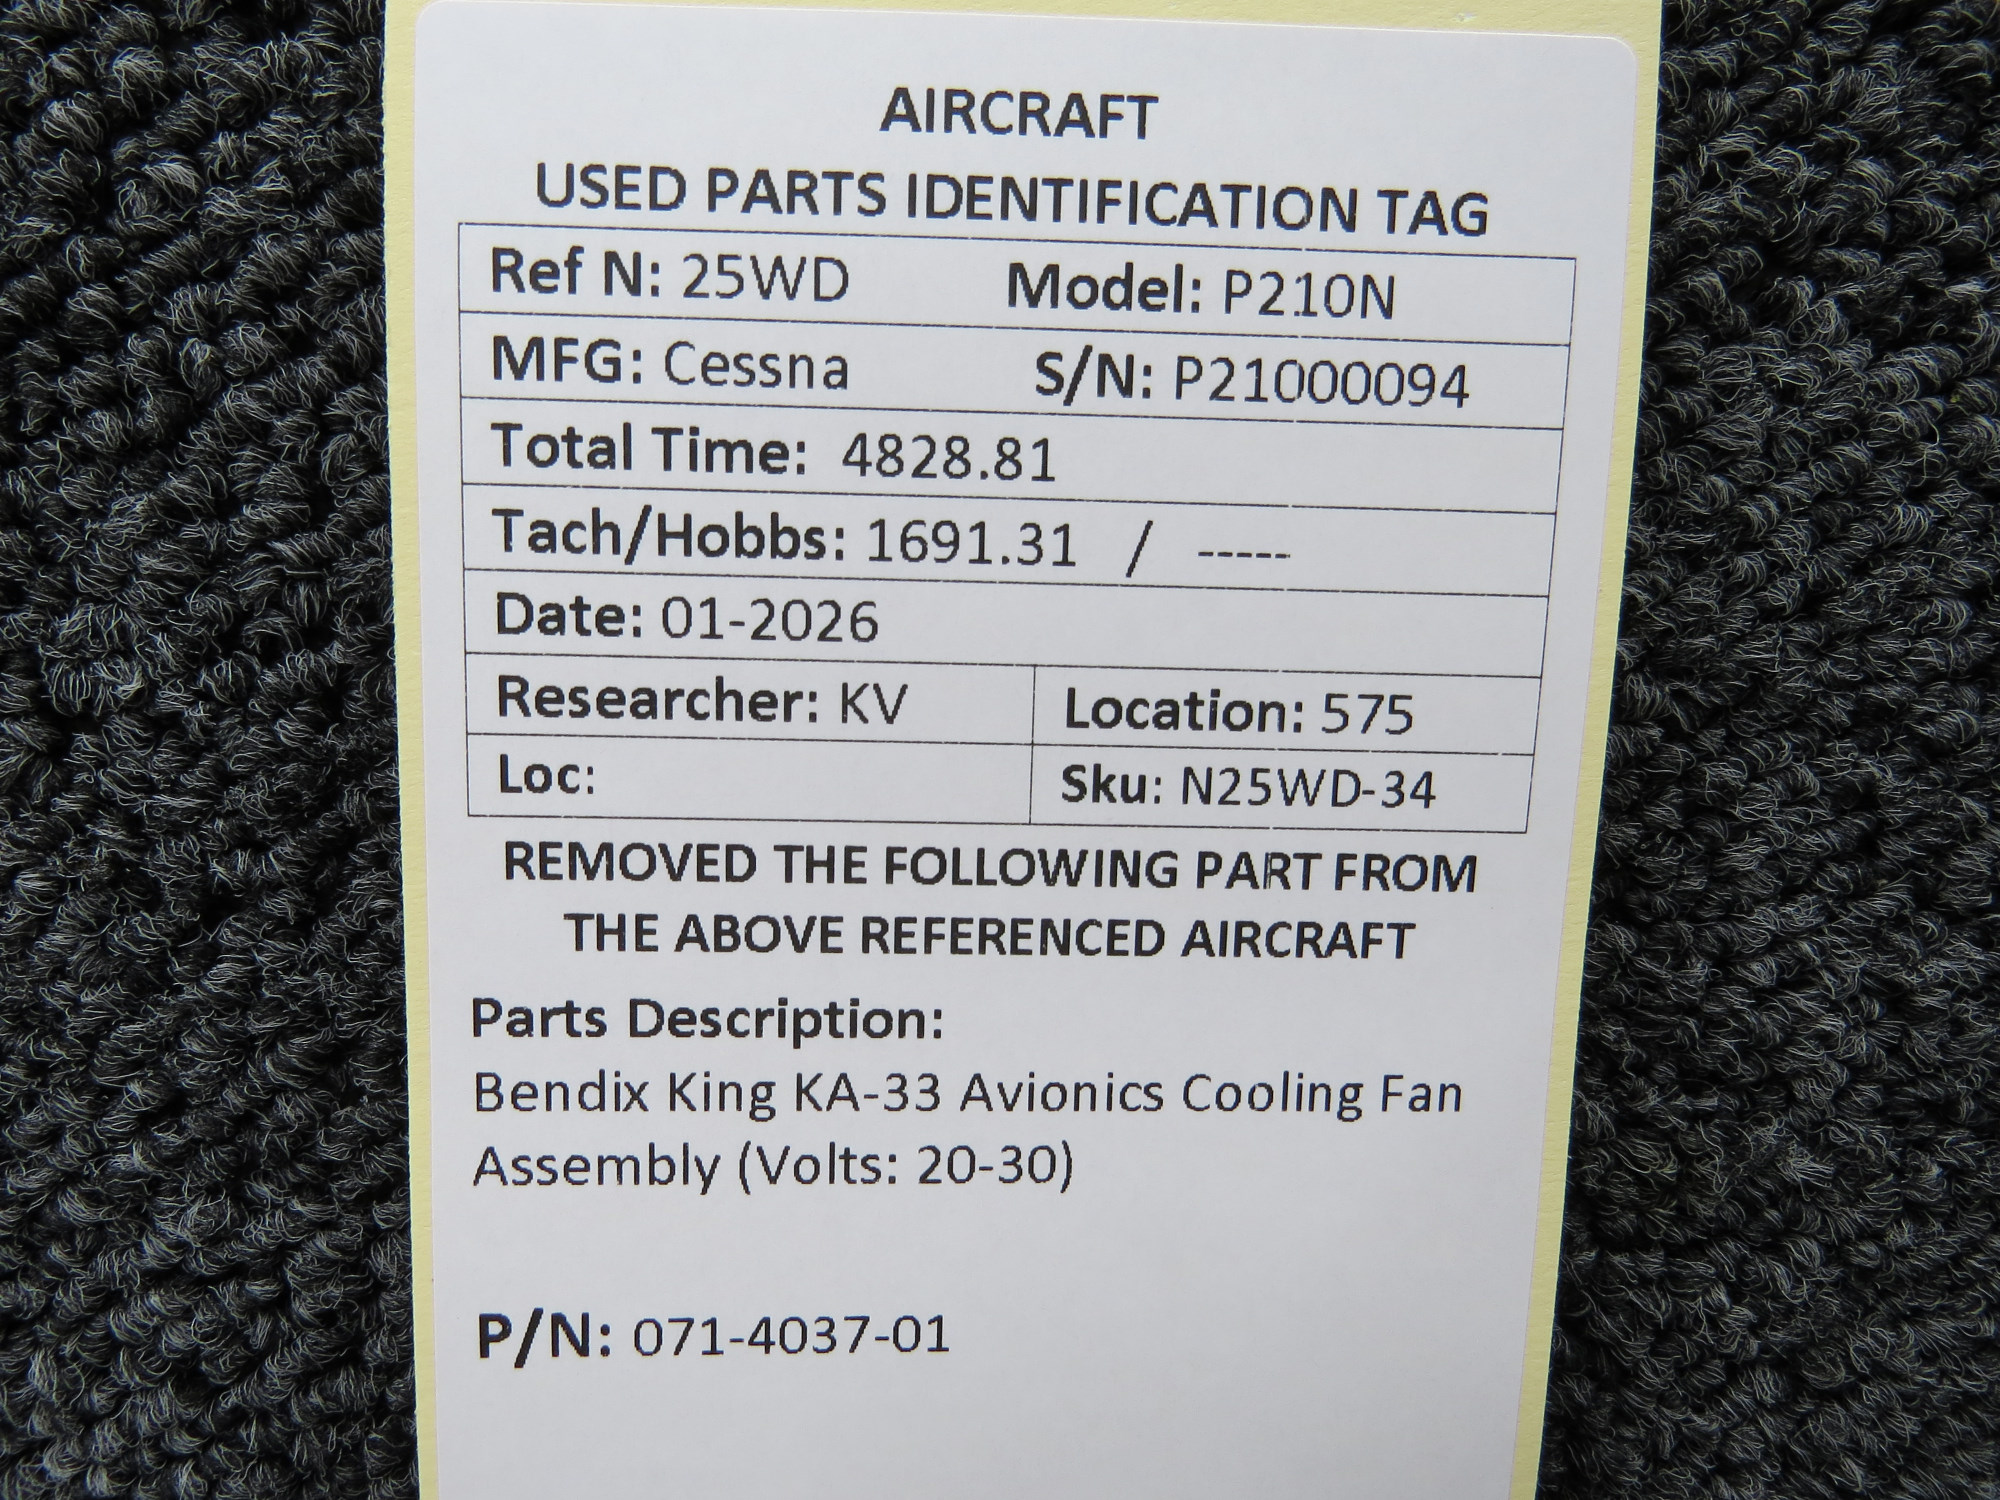 AIRCRAFT
USED PARTS IDENTIFICATION TAG
Ref N: 25WD Model: P210N
MFG: Cessna S/N: P21000094
Total Time: 4828.81
Tach/Hobbs: 1691.31 / -----
Date: 01-2026
Researcher: KV Location: 575
Loc: Sku: N25WD-34
REMOVED THE FOLLOWING PART FROM
THE ABOVE REFERENCED AIRCRAFT
Parts Description:
Bendix King KA-33 Avionics Cooling Fan
Assembly (Volts: 20-30)
P/N: 071-4037-01